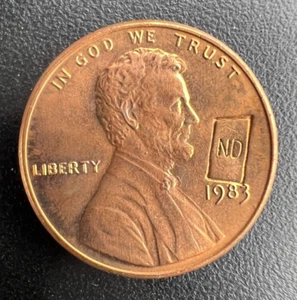 IN GOD WE TRUST
LIBERTY
ND
1983